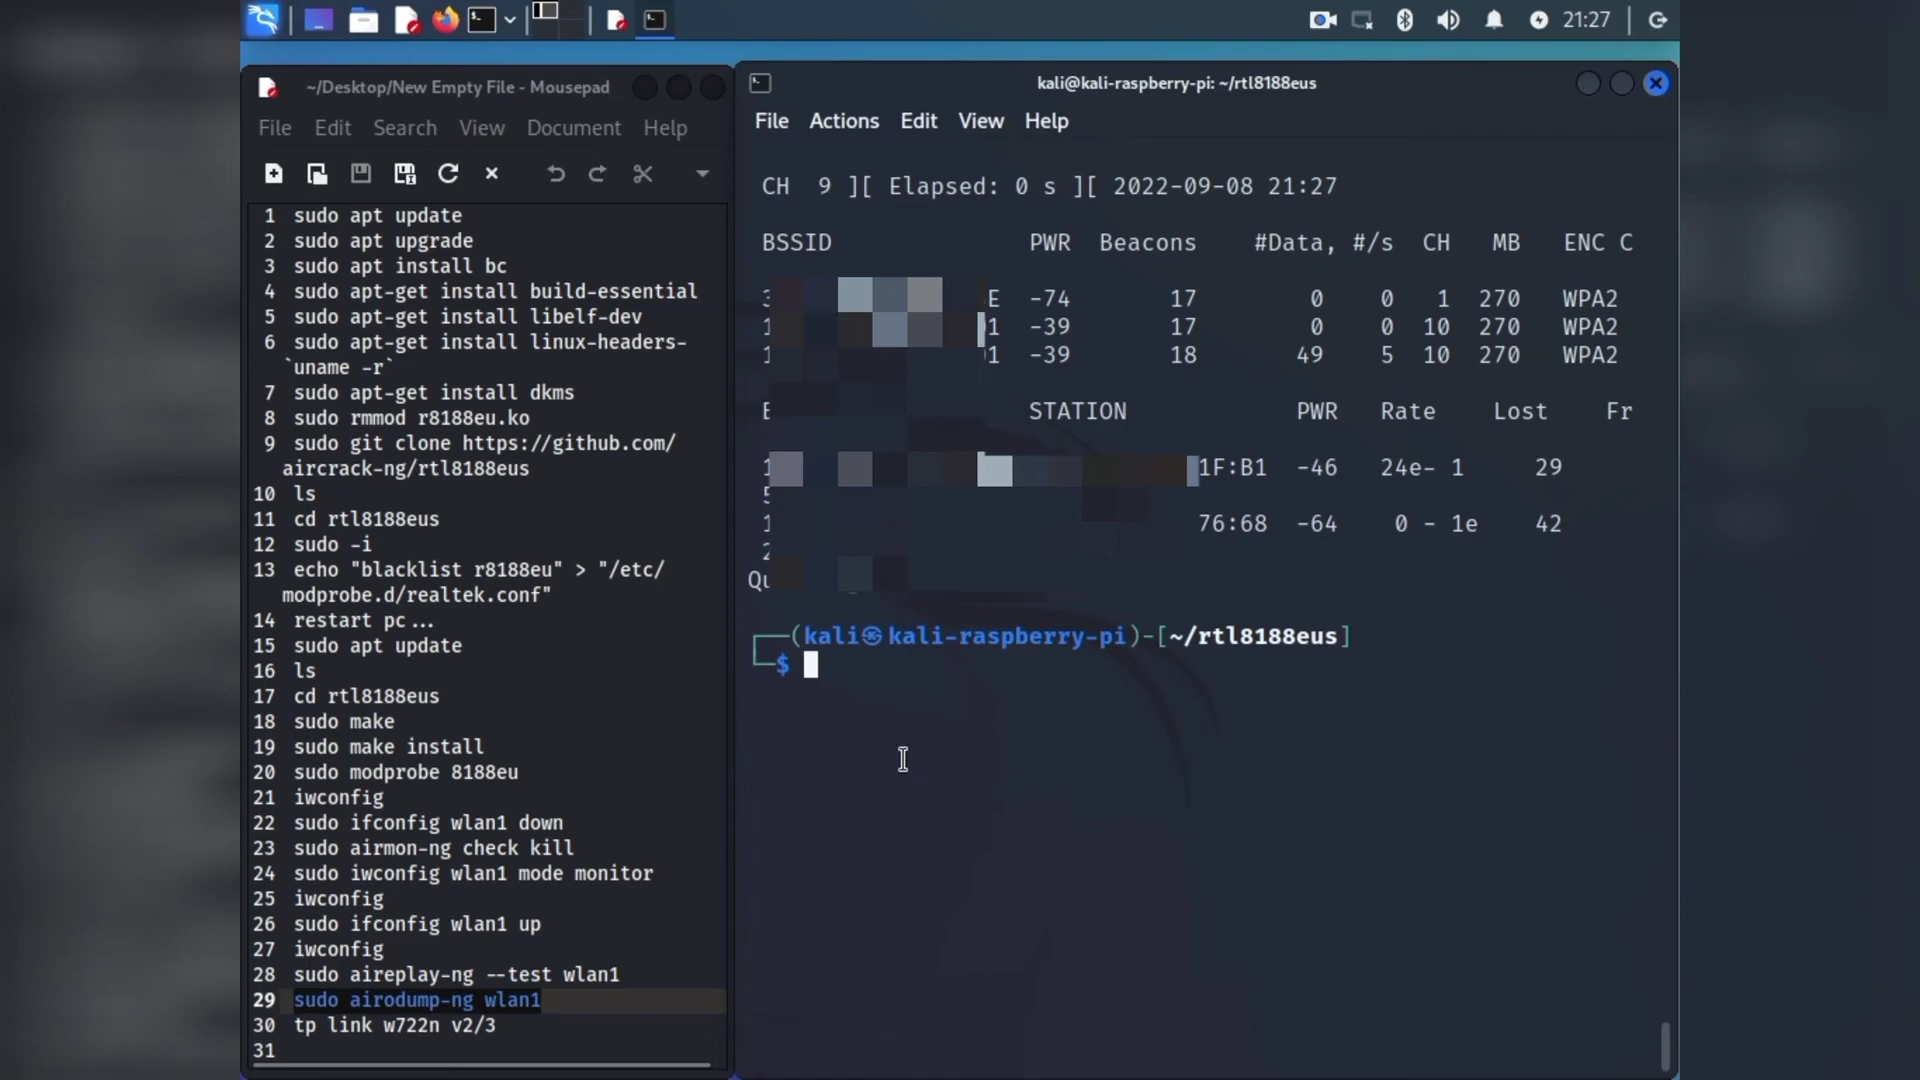 21:27
~/Desktop/New Empty File - Mousepad
File Edit Search View Document Help
1 sudo apt update
2 sudo apt upgrade
3 sudo apt install bc
4 sudo apt-get install build-essential
5 sudo apt-get install libelf-dev
6 sudo apt-get install linux-headers-
`uname -r`
7 sudo apt-get install dkms
8 sudo rmmod r8188eu.ko
9 sudo git clone https://github.com/
aircrack-ng/rtl8188eus
10 ls
11 cd rtl8188eus
12 sudo -i
13 echo "blacklist r8188eu" > "/etc/
modprobe.d/realtek.conf"
14 restart pc...
15 sudo apt update
16 ls
17 cd rtl8188eus
18 sudo make
19 sudo make install
20 sudo modprobe 8188eu
21 iwconfig
22 sudo ifconfig wlan1 down
23 sudo airmon-ng check kill
24 sudo iwconfig wlan1 mode monitor
25 iwconfig
26 sudo ifconfig wlan1 up
27 iwconfig
28 sudo aireplay-ng --test wlan1
29 sudo airodump-ng wlan1
30 tp link w722n v2/3
31
kali@kali-raspberry-pi: ~/rtl8188eus
File Actions Edit View Help
CH 9 ][ Elapsed: 0 s ][ 2022-09-08 21:27
BSSID PWR Beacons #Data, #/s CH MB ENC C
E -74 17 0 0 1 270 WPA2
1 -39 17 0 0 10 270 WPA2
1 -39 18 49 5 10 270 WPA2
STATION PWR Rate Lost Fr
1F:B1 -46 24e- 1 29
76:68 -64 0 - 1e 42
(kali㉿kali-raspberry-pi)-[~/rtl8188eus]
$